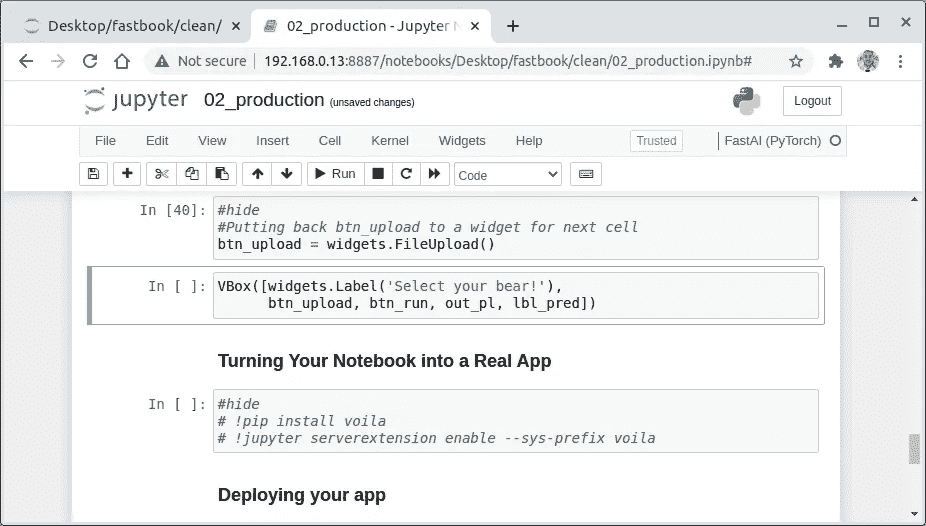 Desktop/fastbook/clean/
02_production - Jupyter N
Not secure 192.168.0.13:8887/notebooks/Desktop/fastbook/clean/02_production.ipynb#
jupyter 02_production (unsaved changes)
Logout
File Edit View Insert Cell Kernel Widgets Help Trusted FastAI (PyTorch)
Run Code
In [40]: #hide
#Putting back btn_upload to a widget for next cell
btn_upload = widgets.FileUpload()
In [ ]: VBox([widgets.Label('Select your bear!'),
btn_upload, btn_run, out_pl, lbl_pred])
Turning Your Notebook into a Real App
In [ ]: #hide
# !pip install voila
# !jupyter serverextension enable --sys-prefix voila
Deploying your app